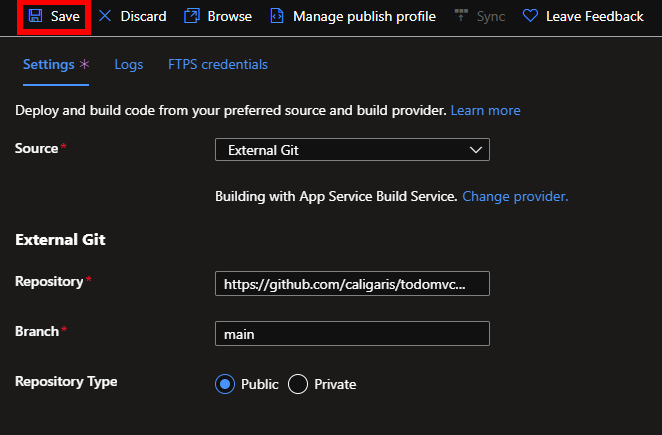 Save Discard Browse Manage publish profile Sync Leave Feedback
Settings * Logs FTPS credentials
Deploy and build code from your preferred source and build provider. Learn more
Source * External Git
Building with App Service Build Service. Change provider.
External Git
Repository * https://github.com/caligaris/todomvc...
Branch * main
Repository Type Public Private